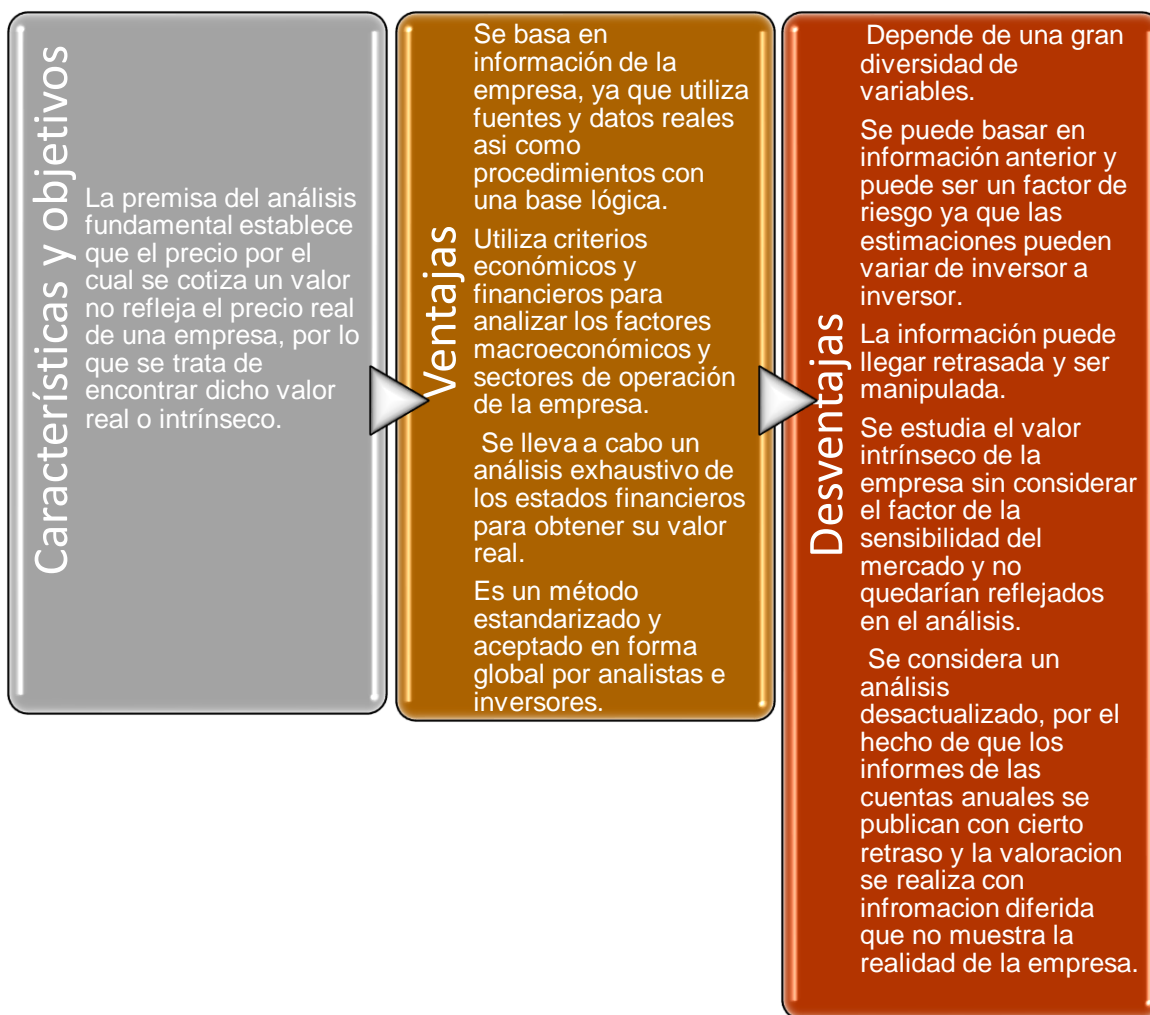 Características y objetivos
La premisa del análisis
fundamental establece
que el precio por el
cual se cotiza un valor
no refleja el precio real
de una empresa, por lo
que se trata de
encontrar dicho valor
real o intrínseco.
Ventajas
Se basa en
información de la
empresa, ya que utiliza
fuentes y datos reales
asi como
procedimientos con
una base lógica.
Utiliza criterios
económicos y
financieros para
analizar los factores
macroeconómicos y
sectores de operación
de la empresa.
Se lleva a cabo un
análisis exhaustivo de
los estados financieros
para obtener su valor
real.
Es un método
estandarizado y
aceptado en forma
global por analistas e
inversores.
Desventajas
Depende de una gran
diversidad de
variables.
Se puede basar en
información anterior y
puede ser un factor de
riesgo ya que las
estimaciones pueden
variar de inversor a
inversor.
La información puede
llegar retrasada y ser
manipulada.
Se estudia el valor
intrínseco de la
empresa sin considerar
el factor de la
sensibilidad del
mercado y no
quedarían reflejados
en el análisis.
Se considera un
análisis
desactualizado, por el
hecho de que los
informes de las
cuentas anuales se
publican con cierto
retraso y la valoracion
se realiza con
infromacion diferida
que no muestra la
realidad de la empresa.